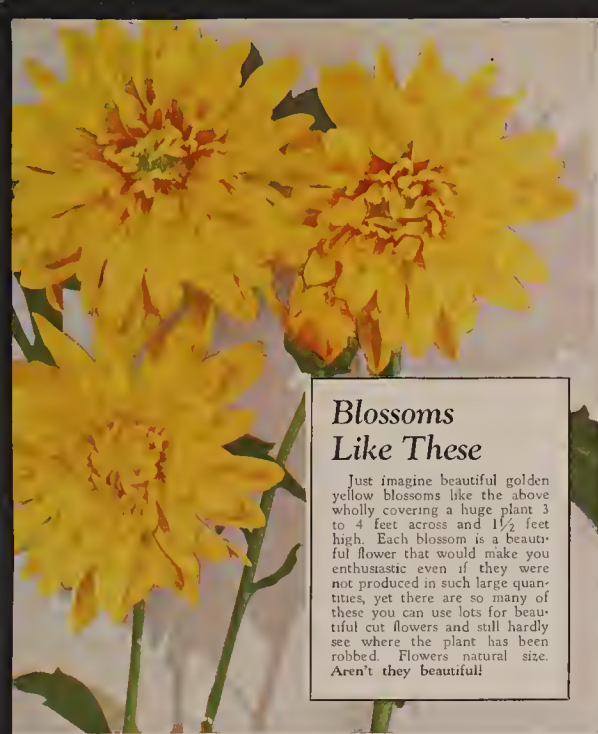 Blossoms
Like These
Just imagine beautiful golden
yellow blossoms like the above
wholly covering a huge plant 3
to 4 feet across and 1½ feet
high. Each blossom is a beauti-
ful flower that would make you
enthusiastic even if they were
not produced in such large quan-
tities, yet there are so many of
these you can use lots for beau-
tiful cut flowers and still hardly
see where the plant has been
robbed. Flowers natural size.
Aren't they beautiful!